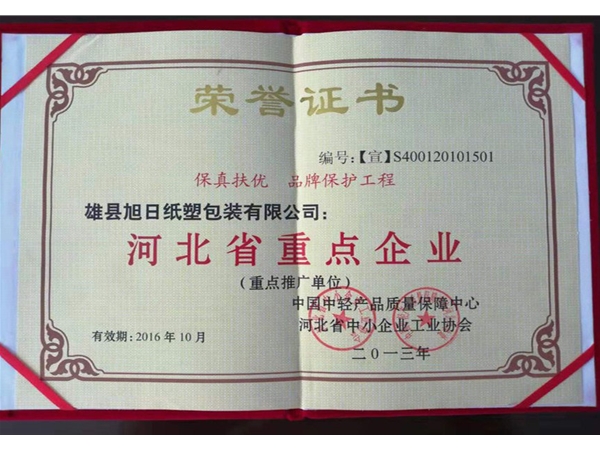 荣誉证书
编号:【宣】S400120101501
保真扶优 品牌保护工程
雄县旭日纸塑包装有限公司:
河北省重点企业
(重点推广单位)
中国中轻产品质量保障中心
河北省中小企业工业协会
有效期:2016年10月
二0一三年